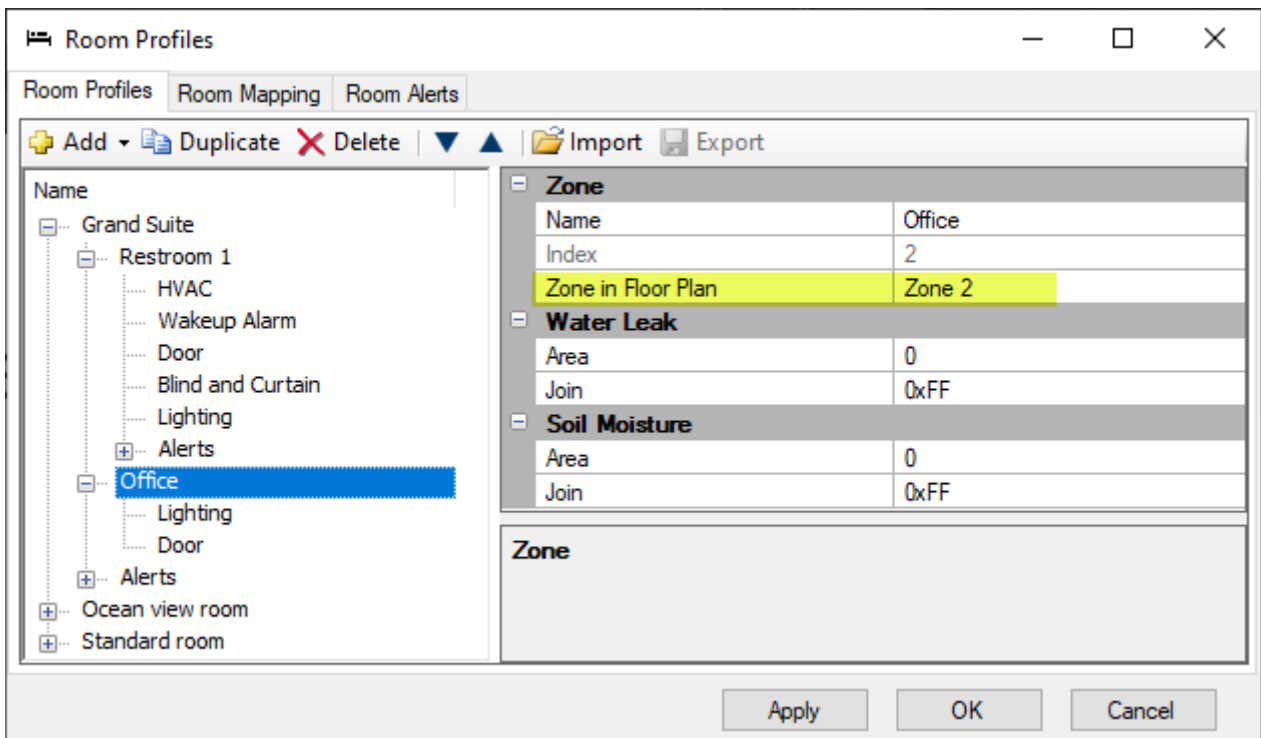 Room Profiles
Room Profiles Room Mapping Room Alerts
Add Duplicate Delete Import Export
Name
Grand Suite
Restroom 1
HVAC
Wakeup Alarm
Door
Blind and Curtain
Lighting
Alerts
Office
Lighting
Door
Alerts
Ocean view room
Standard room
Zone
Name Office
Index 2
Zone in Floor Plan Zone 2
Water Leak
Area 0
Join 0xFF
Soil Moisture
Area 0
Join 0xFF
Zone
Apply OK Cancel